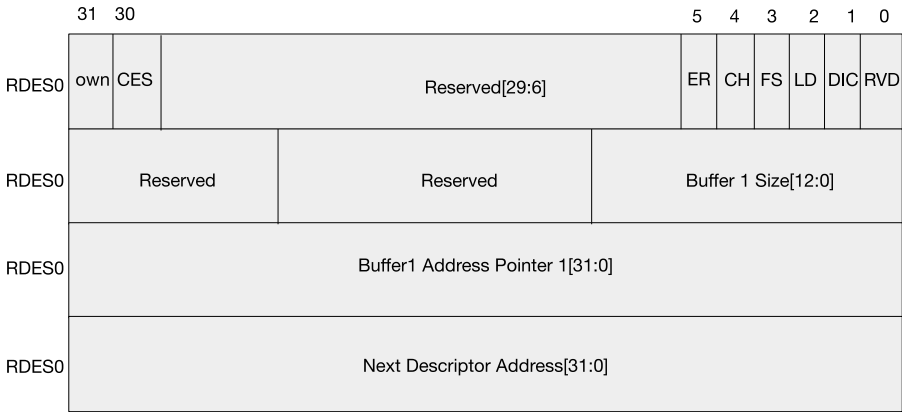 31 30 5 4 3 2 1 0
RDES0 own CES Reserved[29:6] ER CH FS LD DIC RVD
RDES0 Reserved Reserved Buffer 1 Size[12:0]
RDES0 Buffer1 Address Pointer 1[31:0]
RDES0 Next Descriptor Address[31:0]